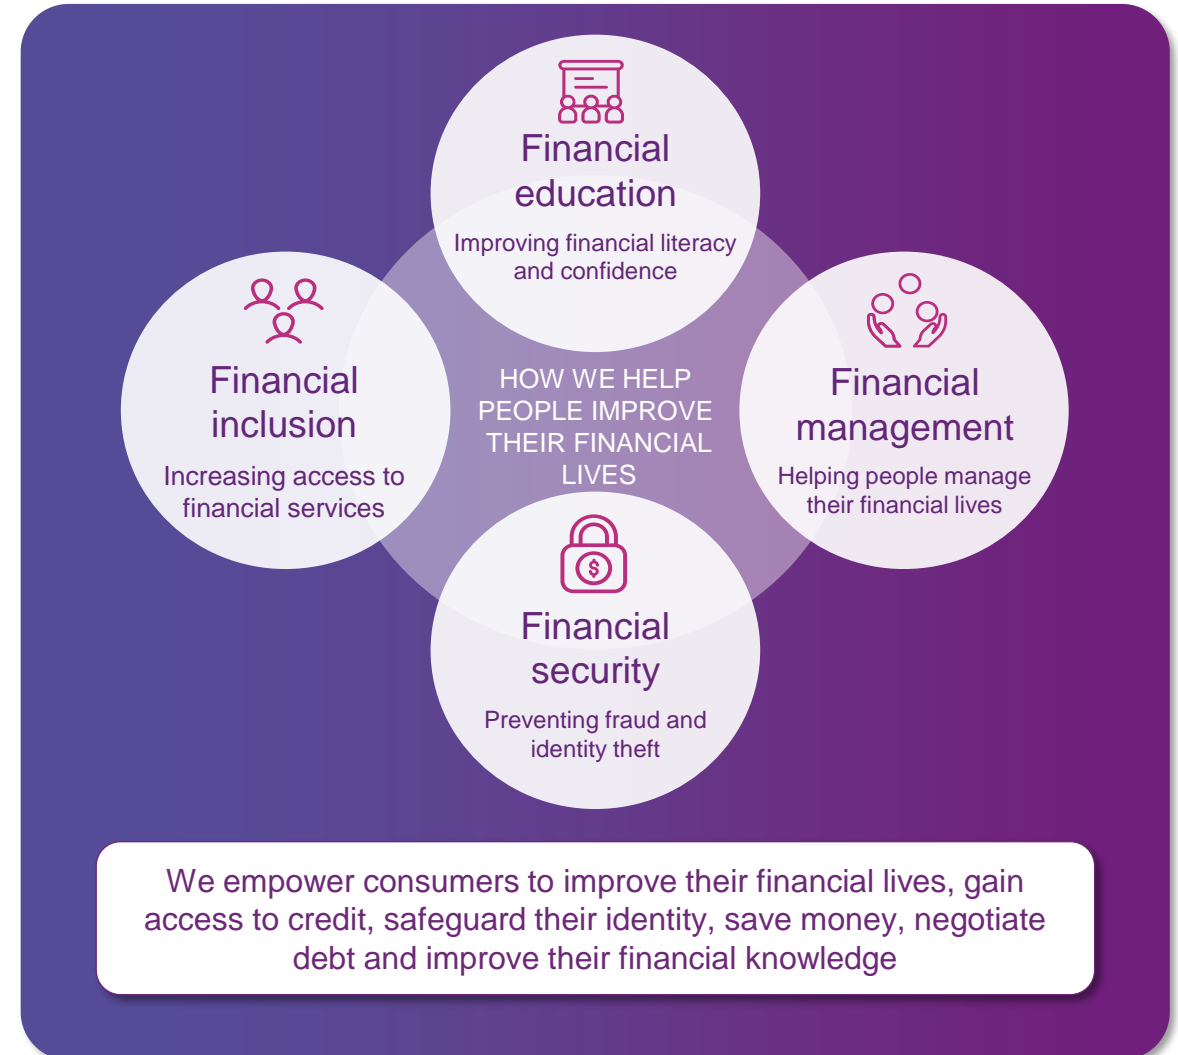 Financial
education
Improving financial literacy
and confidence
Financial
inclusion
Increasing access to
financial services
HOW WE HELP
PEOPLE IMPROVE
THEIR FINANCIAL
LIVES
Financial
management
Helping people manage
their financial lives
$
Financial
security
Preventing fraud and
identity theft
We empower consumers to improve their financial lives, gain
access to credit, safeguard their identity, save money, negotiate
debt and improve their financial knowledge